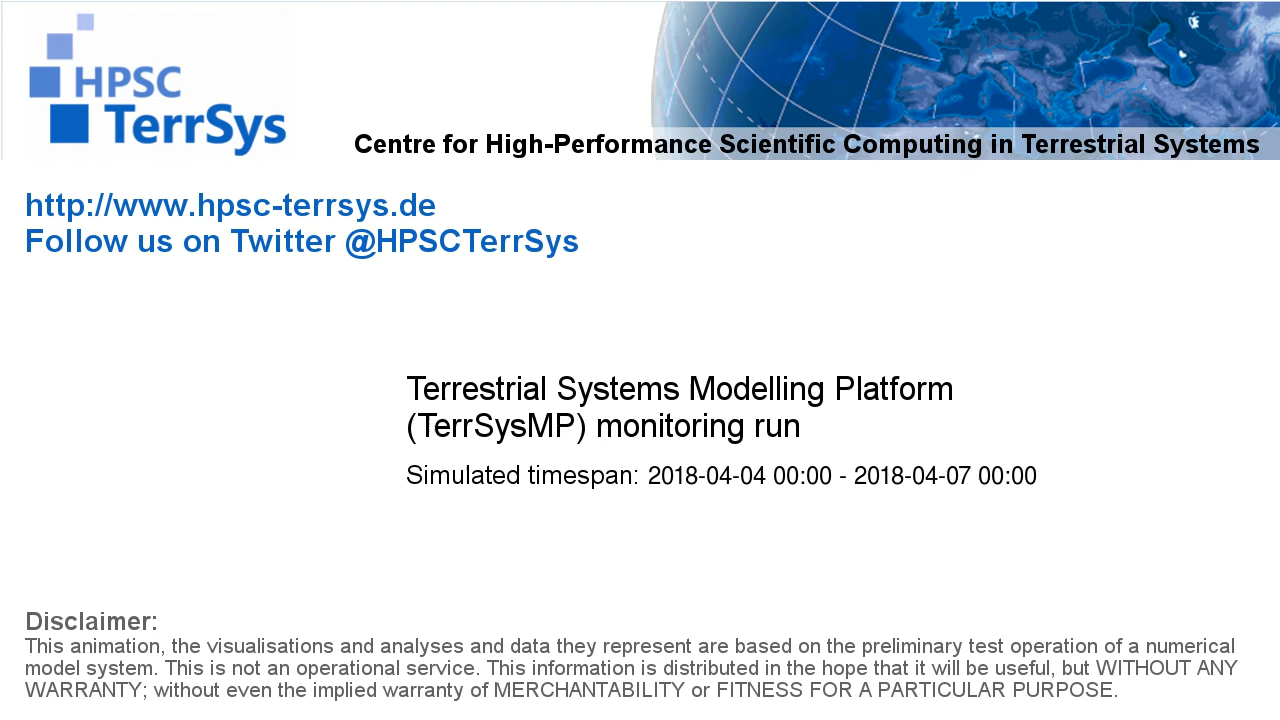 HPSC
TerrSys
Centre for High-Performance Scientific Computing in Terrestrial Systems
http://www.hpsc-terrsys.de
Follow us on Twitter @HPSCTerrSys
Terrestrial Systems Modelling Platform
(TerrSysMP) monitoring run
Simulated timespan: 2018-04-04 00:00 - 2018-04-07 00:00
Disclaimer:
This animation, the visualisations and analyses and data they represent are based on the preliminary test operation of a numerical
model system. This is not an operational service. This information is distributed in the hope that it will be useful, but WITHOUT ANY
WARRANTY; without even the implied warranty of MERCHANTABILITY or FITNESS FOR A PARTICULAR PURPOSE.